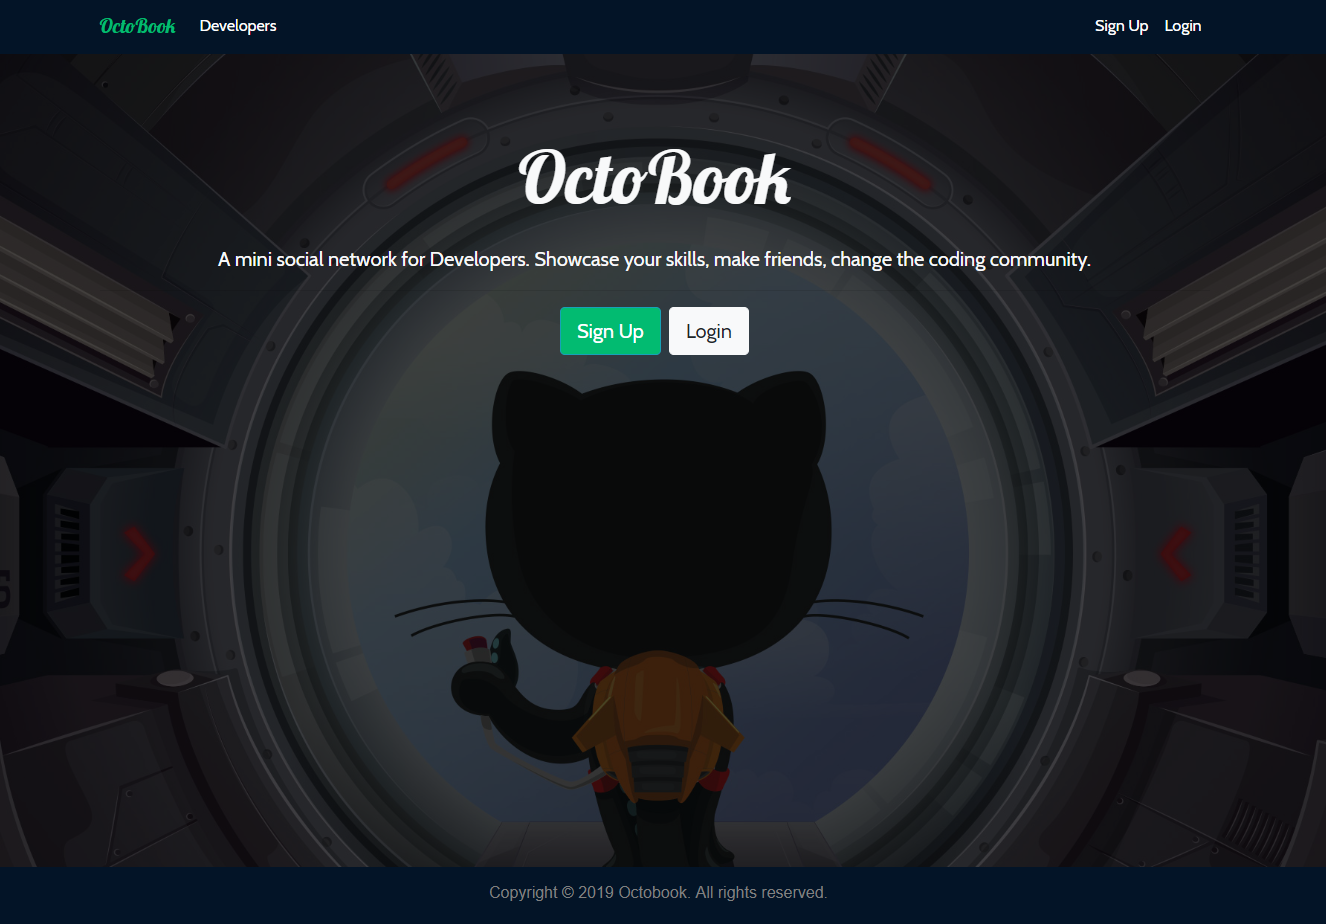 OctoBook Developers Sign Up Login
OctoBook
A mini social network for Developers. Showcase your skills, make friends, change the coding community.
Sign Up Login
Copyright © 2019 Octobook. All rights reserved.